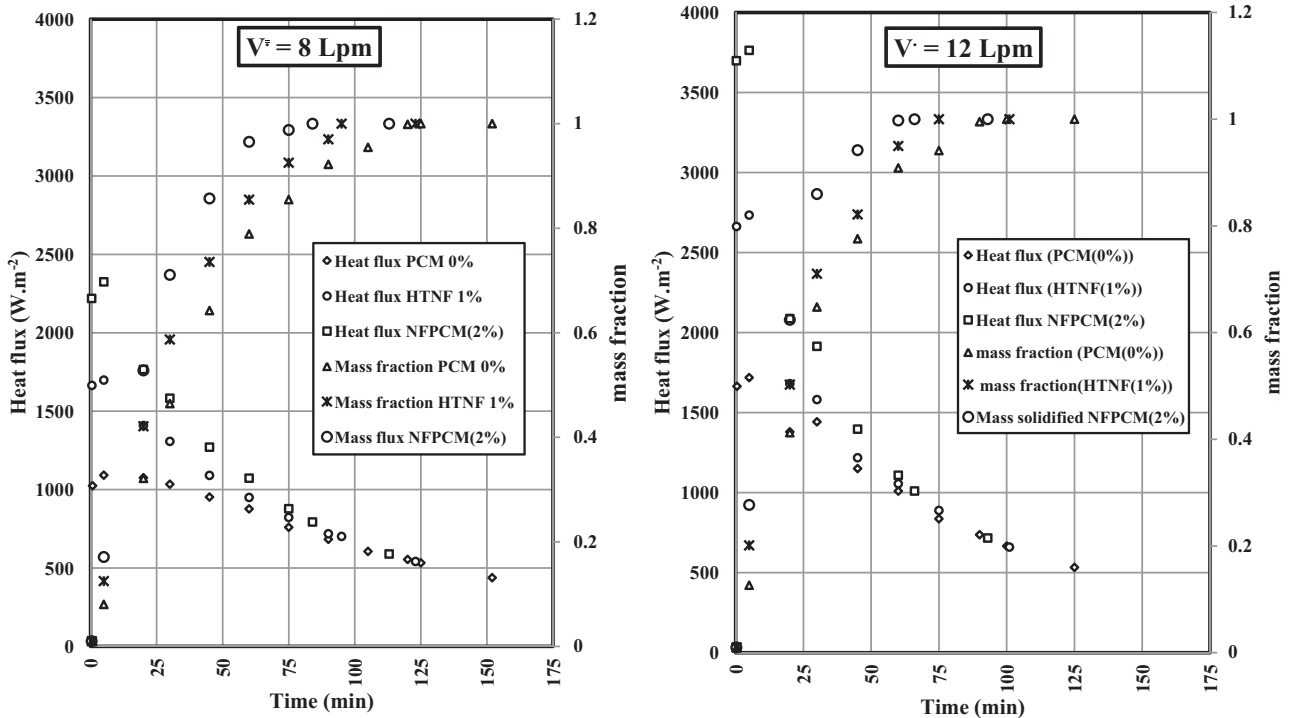 V = 8 Lpm
4000
3500
3000
2500
2000
1500
1000
500
0
Heat flux (W.m-2)
1.2
1
0.8
0.6
0.4
0.2
0
mass fraction
Heat flux PCM 0%
Heat flux HTNF 1%
Heat flux NFPCM(2%)
Mass fraction PCM 0%
Mass fraction HTNF 1%
Mass flux NFPCM(2%)
0
25
50
75
100
125
150
175
Time (min)
V· = 12 Lpm
4000
3500
3000
2500
2000
1500
1000
500
0
Heat flux (W.m-2)
1.2
1
0.8
0.6
0.4
0.2
0
mass fraction
Heat flux (PCM(0%))
Heat flux (HTNF(1%))
Heat flux NFPCM(2%)
mass fraction (PCM(0%))
mass fraction(HTNF(1%))
Mass solidified NFPCM(2%)
0
25
50
75
100
125
150
175
Time (min)